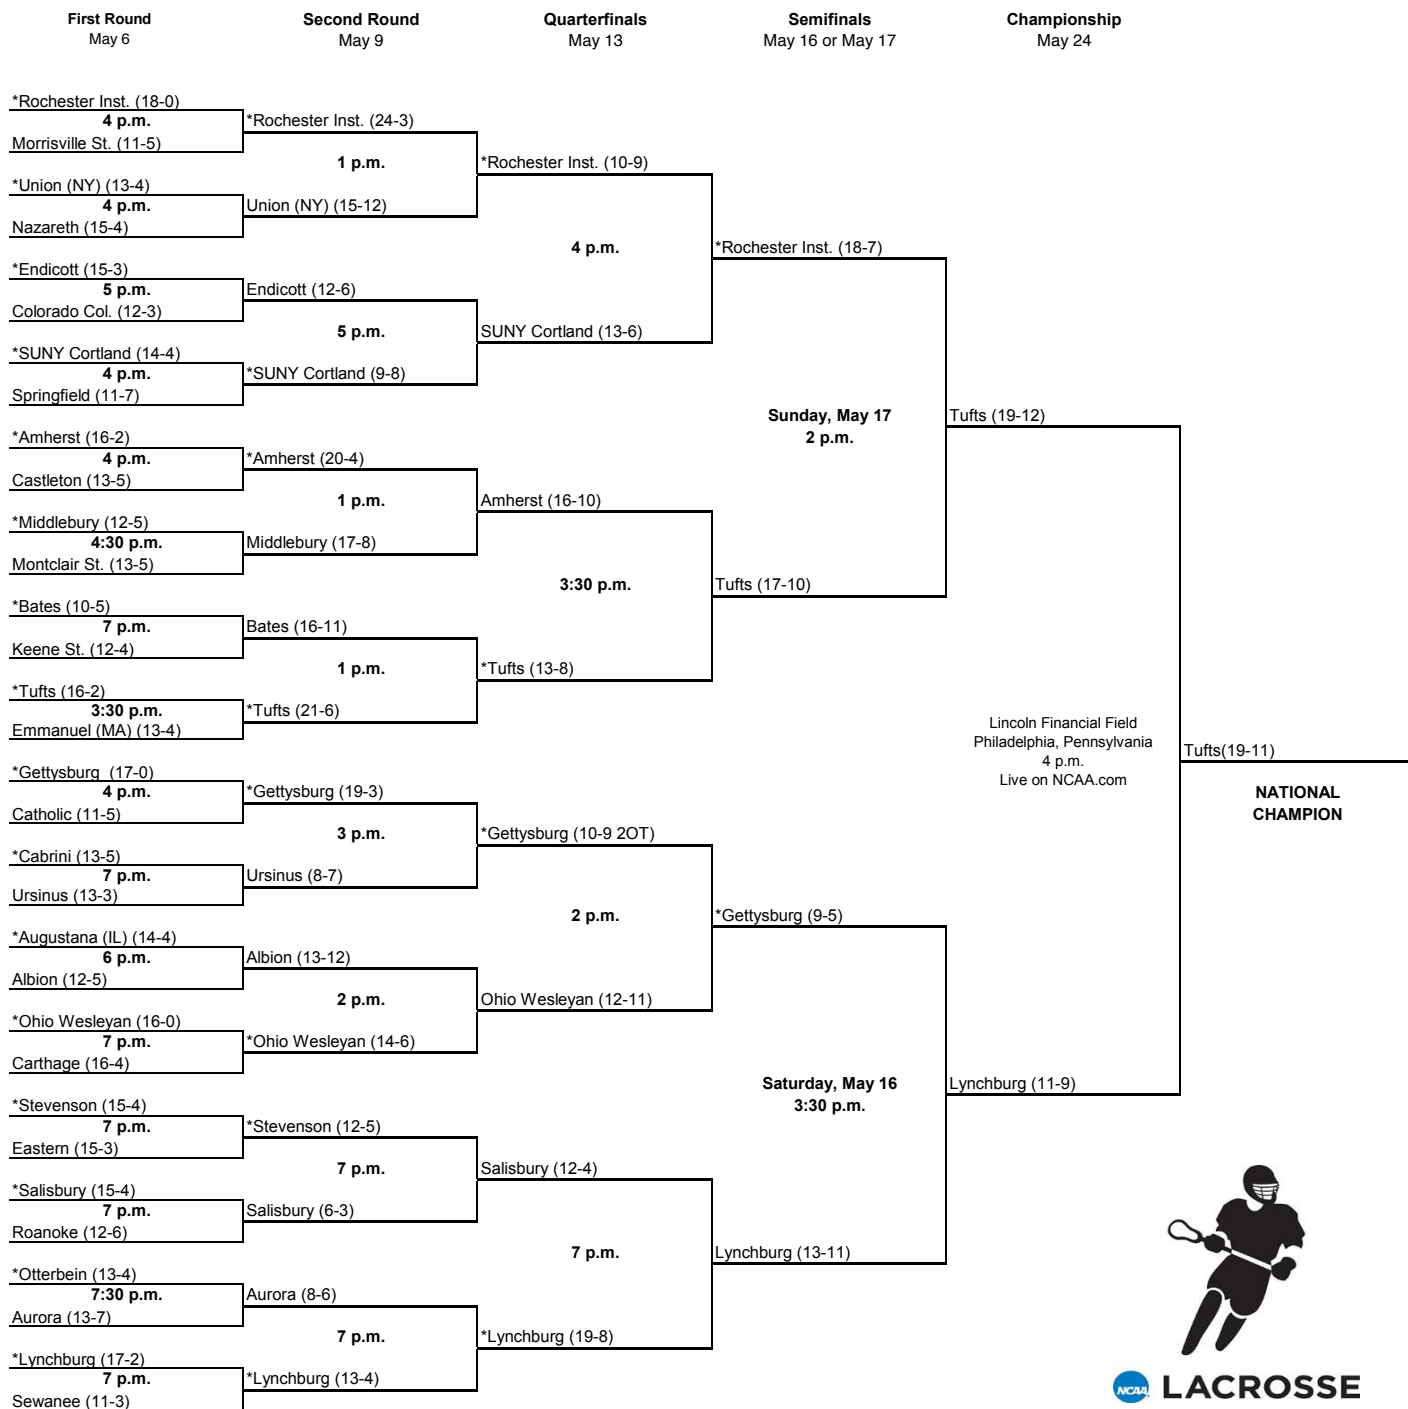 First Round
May 6
Second Round
May 9
Quarterfinals
May 13
Semifinals
May 16 or May 17
Championship
May 24
*Rochester Inst. (18-0)
4 p.m.
Morrisville St. (11-5)
*Union (NY) (13-4)
4 p.m.
Nazareth (15-4)
*Endicott (15-3)
5 p.m.
Colorado Col. (12-3)
*SUNY Cortland (14-4)
4 p.m.
Springfield (11-7)
*Amherst (16-2)
4 p.m.
Castleton (13-5)
*Middlebury (12-5)
4:30 p.m.
Montclair St. (13-5)
*Bates (10-5)
7 p.m.
Keene St. (12-4)
*Tufts (16-2)
3:30 p.m.
Emmanuel (MA) (13-4)
*Gettysburg (17-0)
4 p.m.
Catholic (11-5)
*Cabrini (13-5)
7 p.m.
Ursinus (13-3)
*Augustana (IL) (14-4)
6 p.m.
Albion (12-5)
*Ohio Wesleyan (16-0)
7 p.m.
Carthage (16-4)
*Stevenson (15-4)
7 p.m.
Eastern (15-3)
*Salisbury (15-4)
7 p.m.
Roanoke (12-6)
*Otterbein (13-4)
7:30 p.m.
Aurora (13-7)
*Lynchburg (17-2)
7 p.m.
Sewanee (11-3)
*Rochester Inst. (24-3)
1 p.m.
Union (NY) (15-12)
Endicott (12-6)
5 p.m.
*SUNY Cortland (9-8)
*Amherst (20-4)
1 p.m.
Middlebury (17-8)
Bates (16-11)
1 p.m.
*Tufts (21-6)
*Gettysburg (19-3)
3 p.m.
Ursinus (8-7)
Albion (13-12)
2 p.m.
*Ohio Wesleyan (14-6)
*Stevenson (12-5)
7 p.m.
Salisbury (6-3)
Aurora (8-6)
7 p.m.
*Lynchburg (13-4)
*Rochester Inst. (10-9)
4 p.m.
SUNY Cortland (13-6)
Amherst (16-10)
3:30 p.m.
*Tufts (13-8)
*Gettysburg (10-9 2OT)
2 p.m.
Ohio Wesleyan (12-11)
Salisbury (12-4)
7 p.m.
*Lynchburg (19-8)
*Rochester Inst. (18-7)
Sunday, May 17
2 p.m.
Tufts (17-10)
*Gettysburg (9-5)
Saturday, May 16
3:30 p.m.
Lynchburg (13-11)
Tufts (19-12)
Lincoln Financial Field
Philadelphia, Pennsylvania
4 p.m.
Live on NCAA.com
Lynchburg (11-9)
Tufts(19-11)
NATIONAL
CHAMPION
NCAA LACROSSE